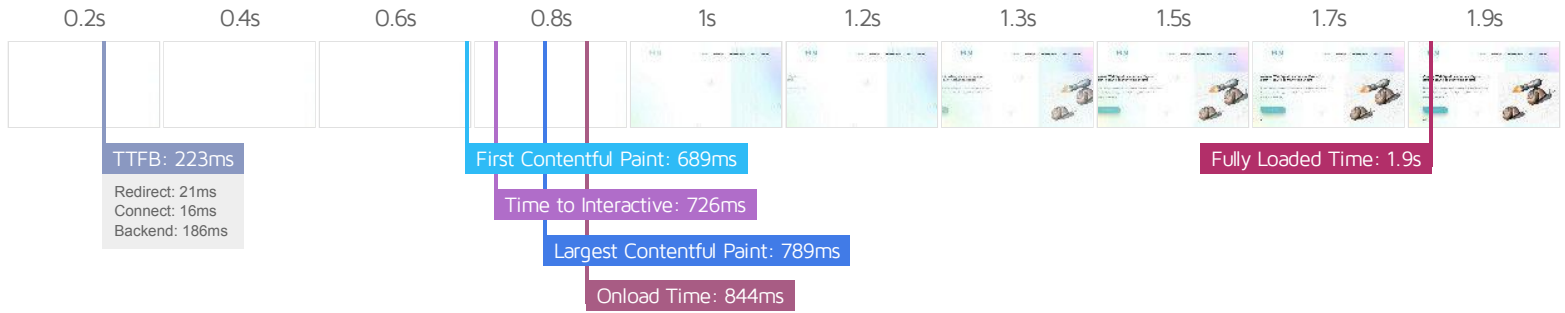 0.2s 0.4s 0.6s 0.8s 1s 1.2s 1.3s 1.5s 1.7s 1.9s
TTFB: 223ms
Redirect: 21ms
Connect: 16ms
Backend: 186ms
First Contentful Paint: 689ms
Time to Interactive: 726ms
Largest Contentful Paint: 789ms
Onload Time: 844ms
Fully Loaded Time: 1.9s